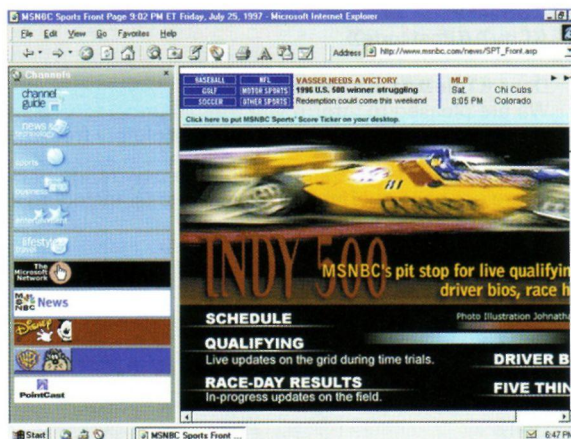 MSNBC Sports Front Page 9:02 PM ET Friday, July 25, 1997 - Microsoft Internet Explorer
File Edit View Go Favorites Help
Address http://www.msnbc.com/news/SPT_Front.asp
Channels
channel guide
news technology
sports
business
entertainment
lifestyle travel
The Microsoft Network
MSNBC News
Disney
WB
PointCast
BASEBALL NFL
GOLF MOTOR SPORTS
SOCCER OTHER SPORTS
VASSER NEEDS A VICTORY
1996 U.S. 500 winner struggling
Redemption could come this weekend
MLB
Sat. Chi Cubs
8:05 PM Colorado
Click here to put MSNBC Sports' Score Ticker on your desktop.
81
INDY 500
MSNBC's pit stop for live qualifyin
driver bios, race h
Photo Illustration Johnatha
SCHEDULE
QUALIFYING
Live updates on the grid during time trials.
RACE-DAY RESULTS
In-progress updates on the field.
DRIVER B
FIVE THIN
Start
MSNBC Sports Front ...
6:47 PM